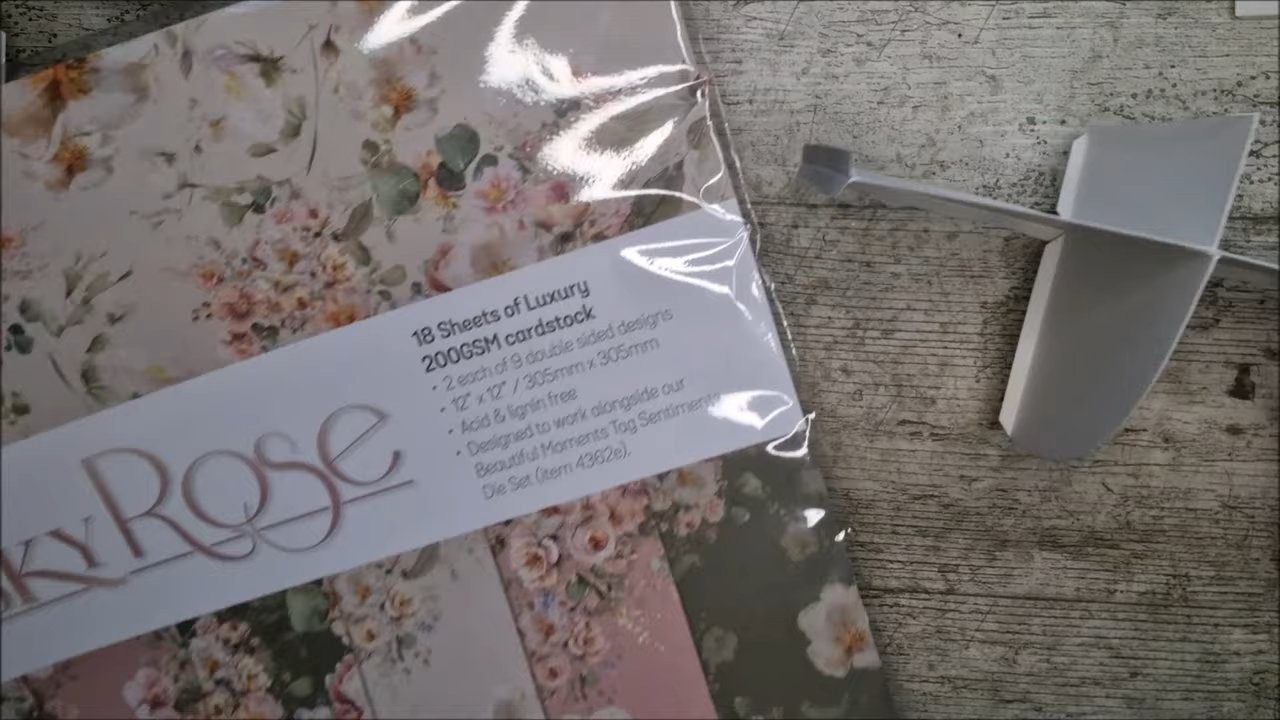 18 Sheets of Luxury
200GSM cardstock
• 2 each of 9 double sided designs
• 12" x 12" / 305mm x 305mm
• Acid & lignin free
• Designed to work alongside our
Beautiful Moments Tag Sentiments
Die Set (item 4362e).
KY ROSE